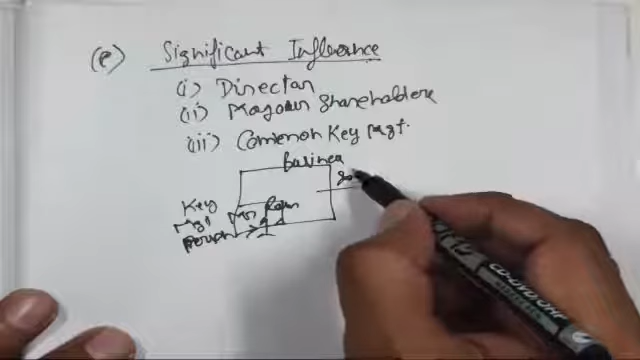 (e) Significant Influence
(i) Director
(ii) Major Shareholders
(iii) Common Key Mgt.
Business
Key
Mgt
person